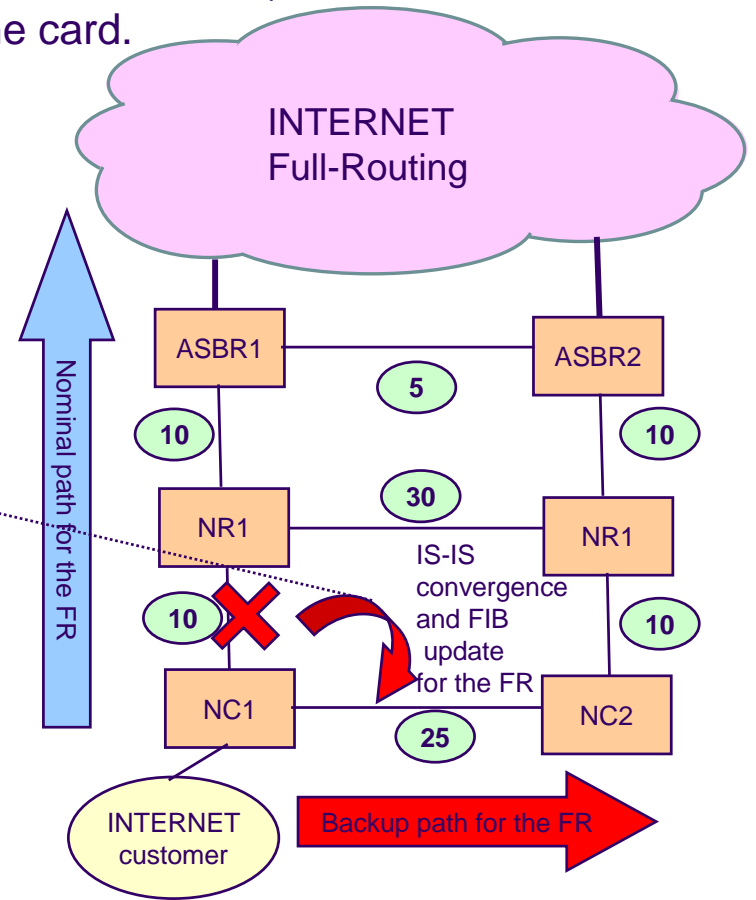 ne card.
INTERNET
Full-Routing
ASBR1
ASBR2
5
10
10
Nominal path for the FR
30
NR1
NR1
IS-IS
convergence
and FIB
update
for the FR
10
10
NC1
NC2
25
INTERNET
customer
Backup path for the FR